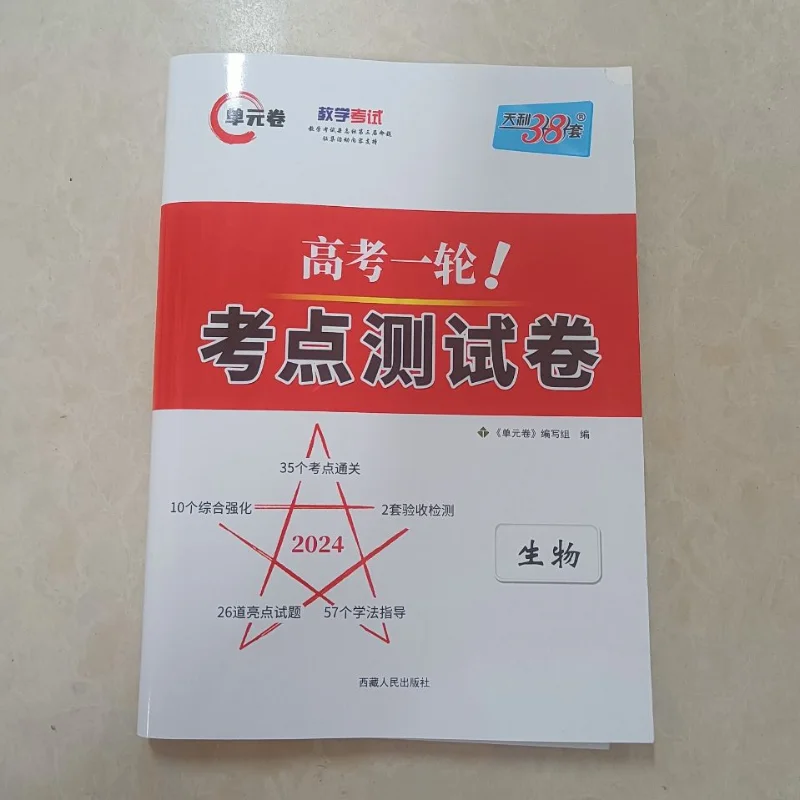 单元卷
教学考试
天利38套®
高考一轮！
考点测试卷
《单元卷》编写组 编
35个考点通关
10个综合强化
2套验收检测
2024
26道亮点试题
57个学法指导
生物
西藏人民出版社